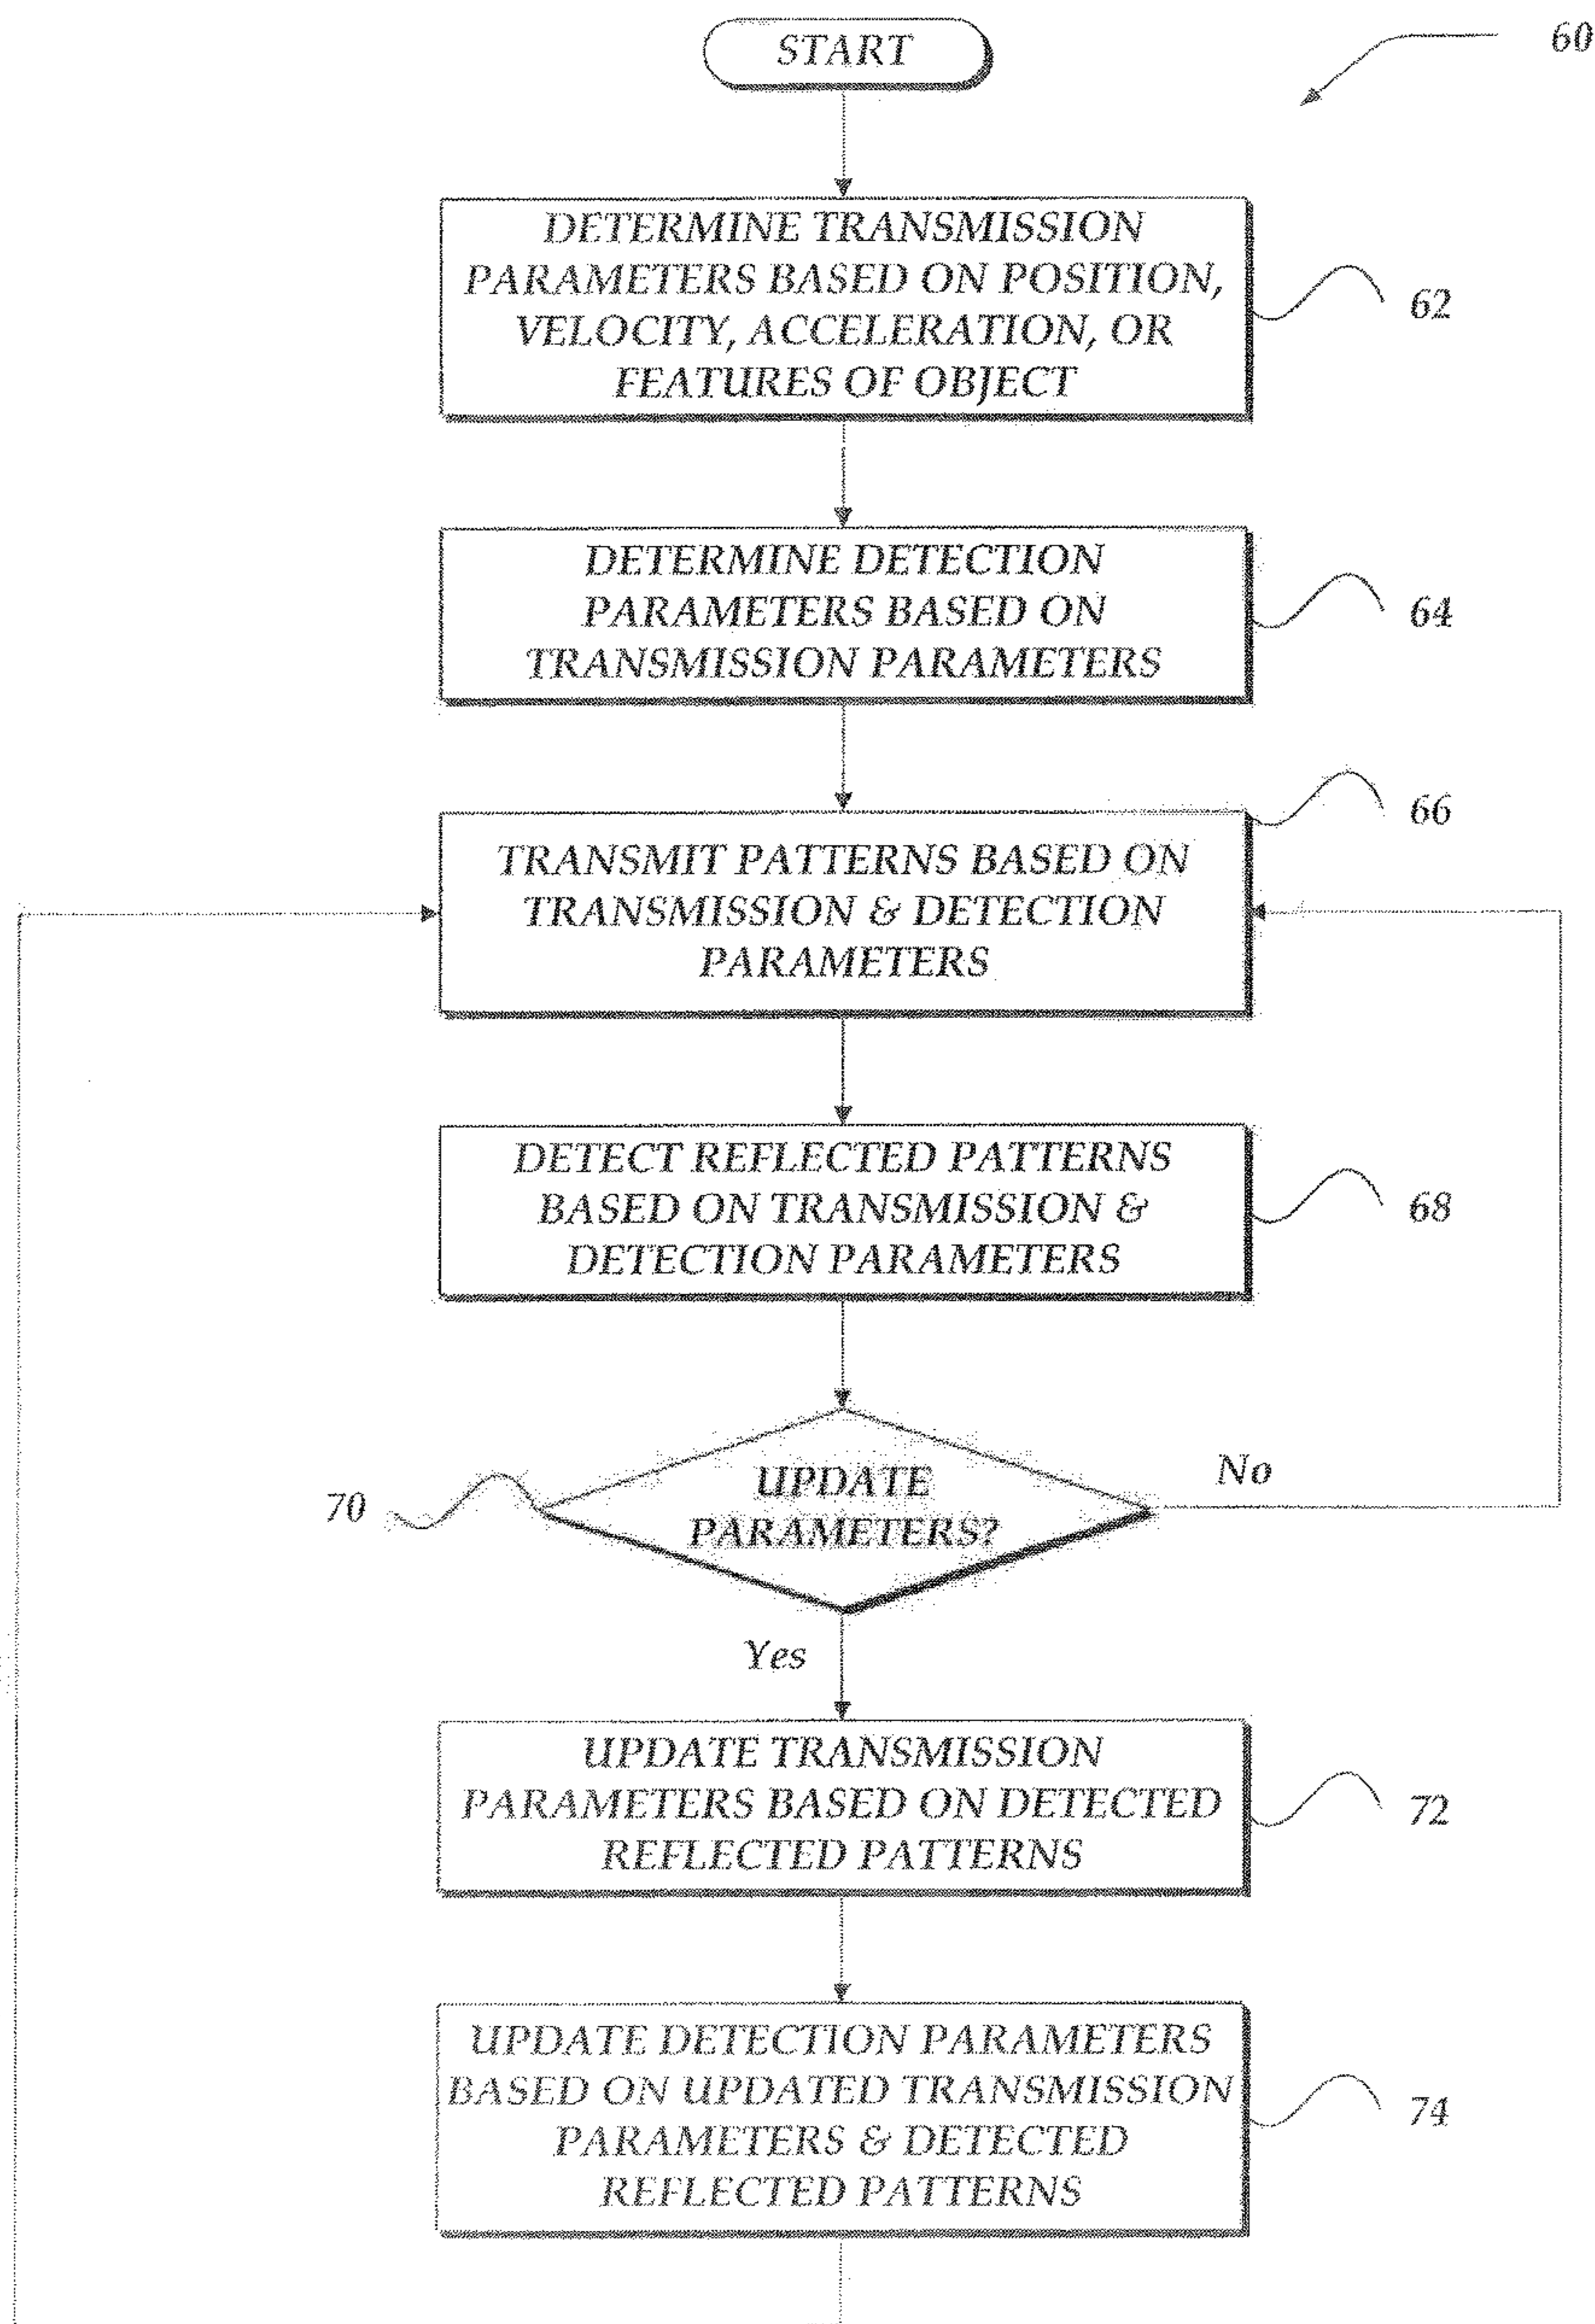 START
60
DETERMINE TRANSMISSION
PARAMETERS BASED ON POSITION,
VELOCITY, ACCELERATION, OR
FEATURES OF OBJECT
62
DETERMINE DETECTION
PARAMETERS BASED ON
TRANSMISSION PARAMETERS
64
66
TRANSMIT PATTERNS BASED ON
TRANSMISSION & DETECTION
PARAMETERS
DETECT REFLECTED PATTERNS
BASED ON TRANSMISSION &
DETECTION PARAMETERS
68
70
UPDATE
PARAMETERS?
No
Yes
UPDATE TRANSMISSION
PARAMETERS BASED ON DETECTED
REFLECTED PATTERNS
72
UPDATE DETECTION PARAMETERS
BASED ON UPDATED TRANSMISSION
PARAMETERS & DETECTED
REFLECTED PATTERNS
74